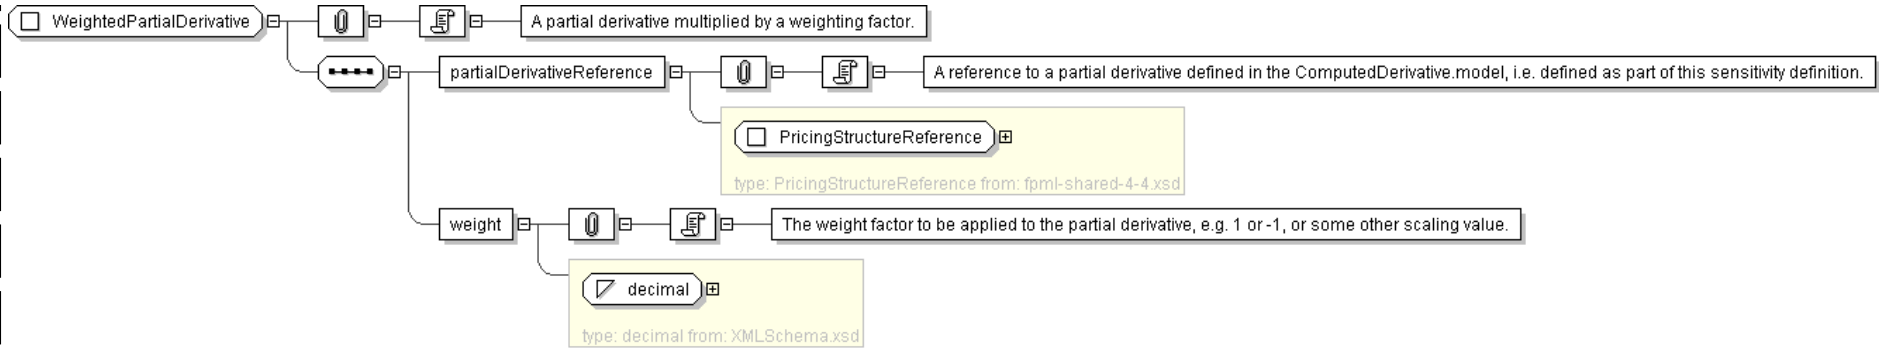 WeightedPartialDerivative
A partial derivative multiplied by a weighting factor.
partialDerivativeReference
A reference to a partial derivative defined in the ComputedDerivative.model, i.e. defined as part of this sensitivity definition.
PricingStructureReference
type: PricingStructureReference from: fpml-shared-4-4.xsd
weight
The weight factor to be applied to the partial derivative, e.g. 1 or -1, or some other scaling value.
decimal
type: decimal from: XMLSchema.xsd